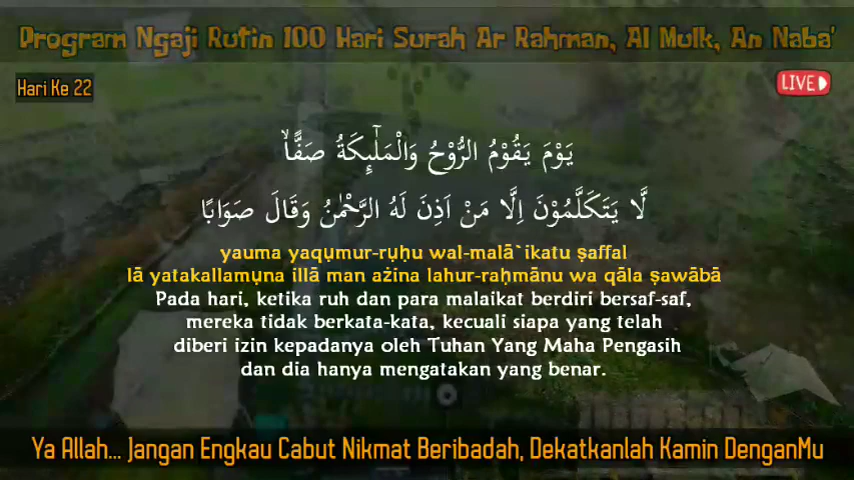 Program Ngaji Rutin 100 Hari Surah Ar Rahman, Al Mulk, An Naba'
Hari Ke 22
LIVE
يَوْمَ يَقُوْمُ الرُّوْحُ وَالْمَلٰۤىِٕكَةُ صَفًّاۙ
لَّا يَتَكَلَّمُوْنَ اِلَّا مَنْ اَذِنَ لَهُ الرَّحْمٰنُ وَقَالَ صَوَابًا
yauma yaqụmur-rụḥu wal-malā`ikatu ṣaffal
lā yatakallamụna illā man ażina lahur-raḥmānu wa qāla ṣawābā
Pada hari, ketika ruh dan para malaikat berdiri bersaf-saf,
mereka tidak berkata-kata, kecuali siapa yang telah
diberi izin kepadanya oleh Tuhan Yang Maha Pengasih
dan dia hanya mengatakan yang benar.
Ya Allah... Jangan Engkau Cabut Nikmat Beribadah, Dekatkanlah Kamin DenganMu